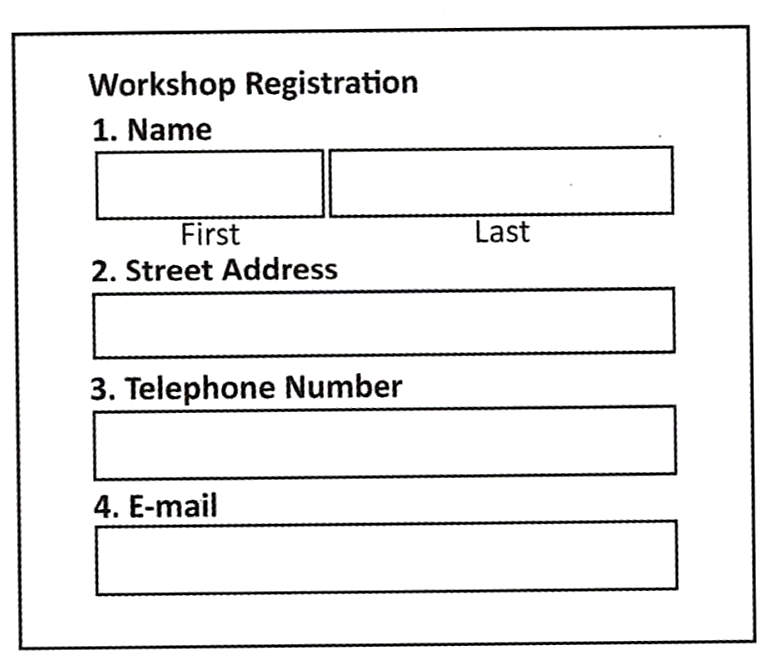 Workshop Registration
1. Name
First Last
2. Street Address
3. Telephone Number
4. E-mail